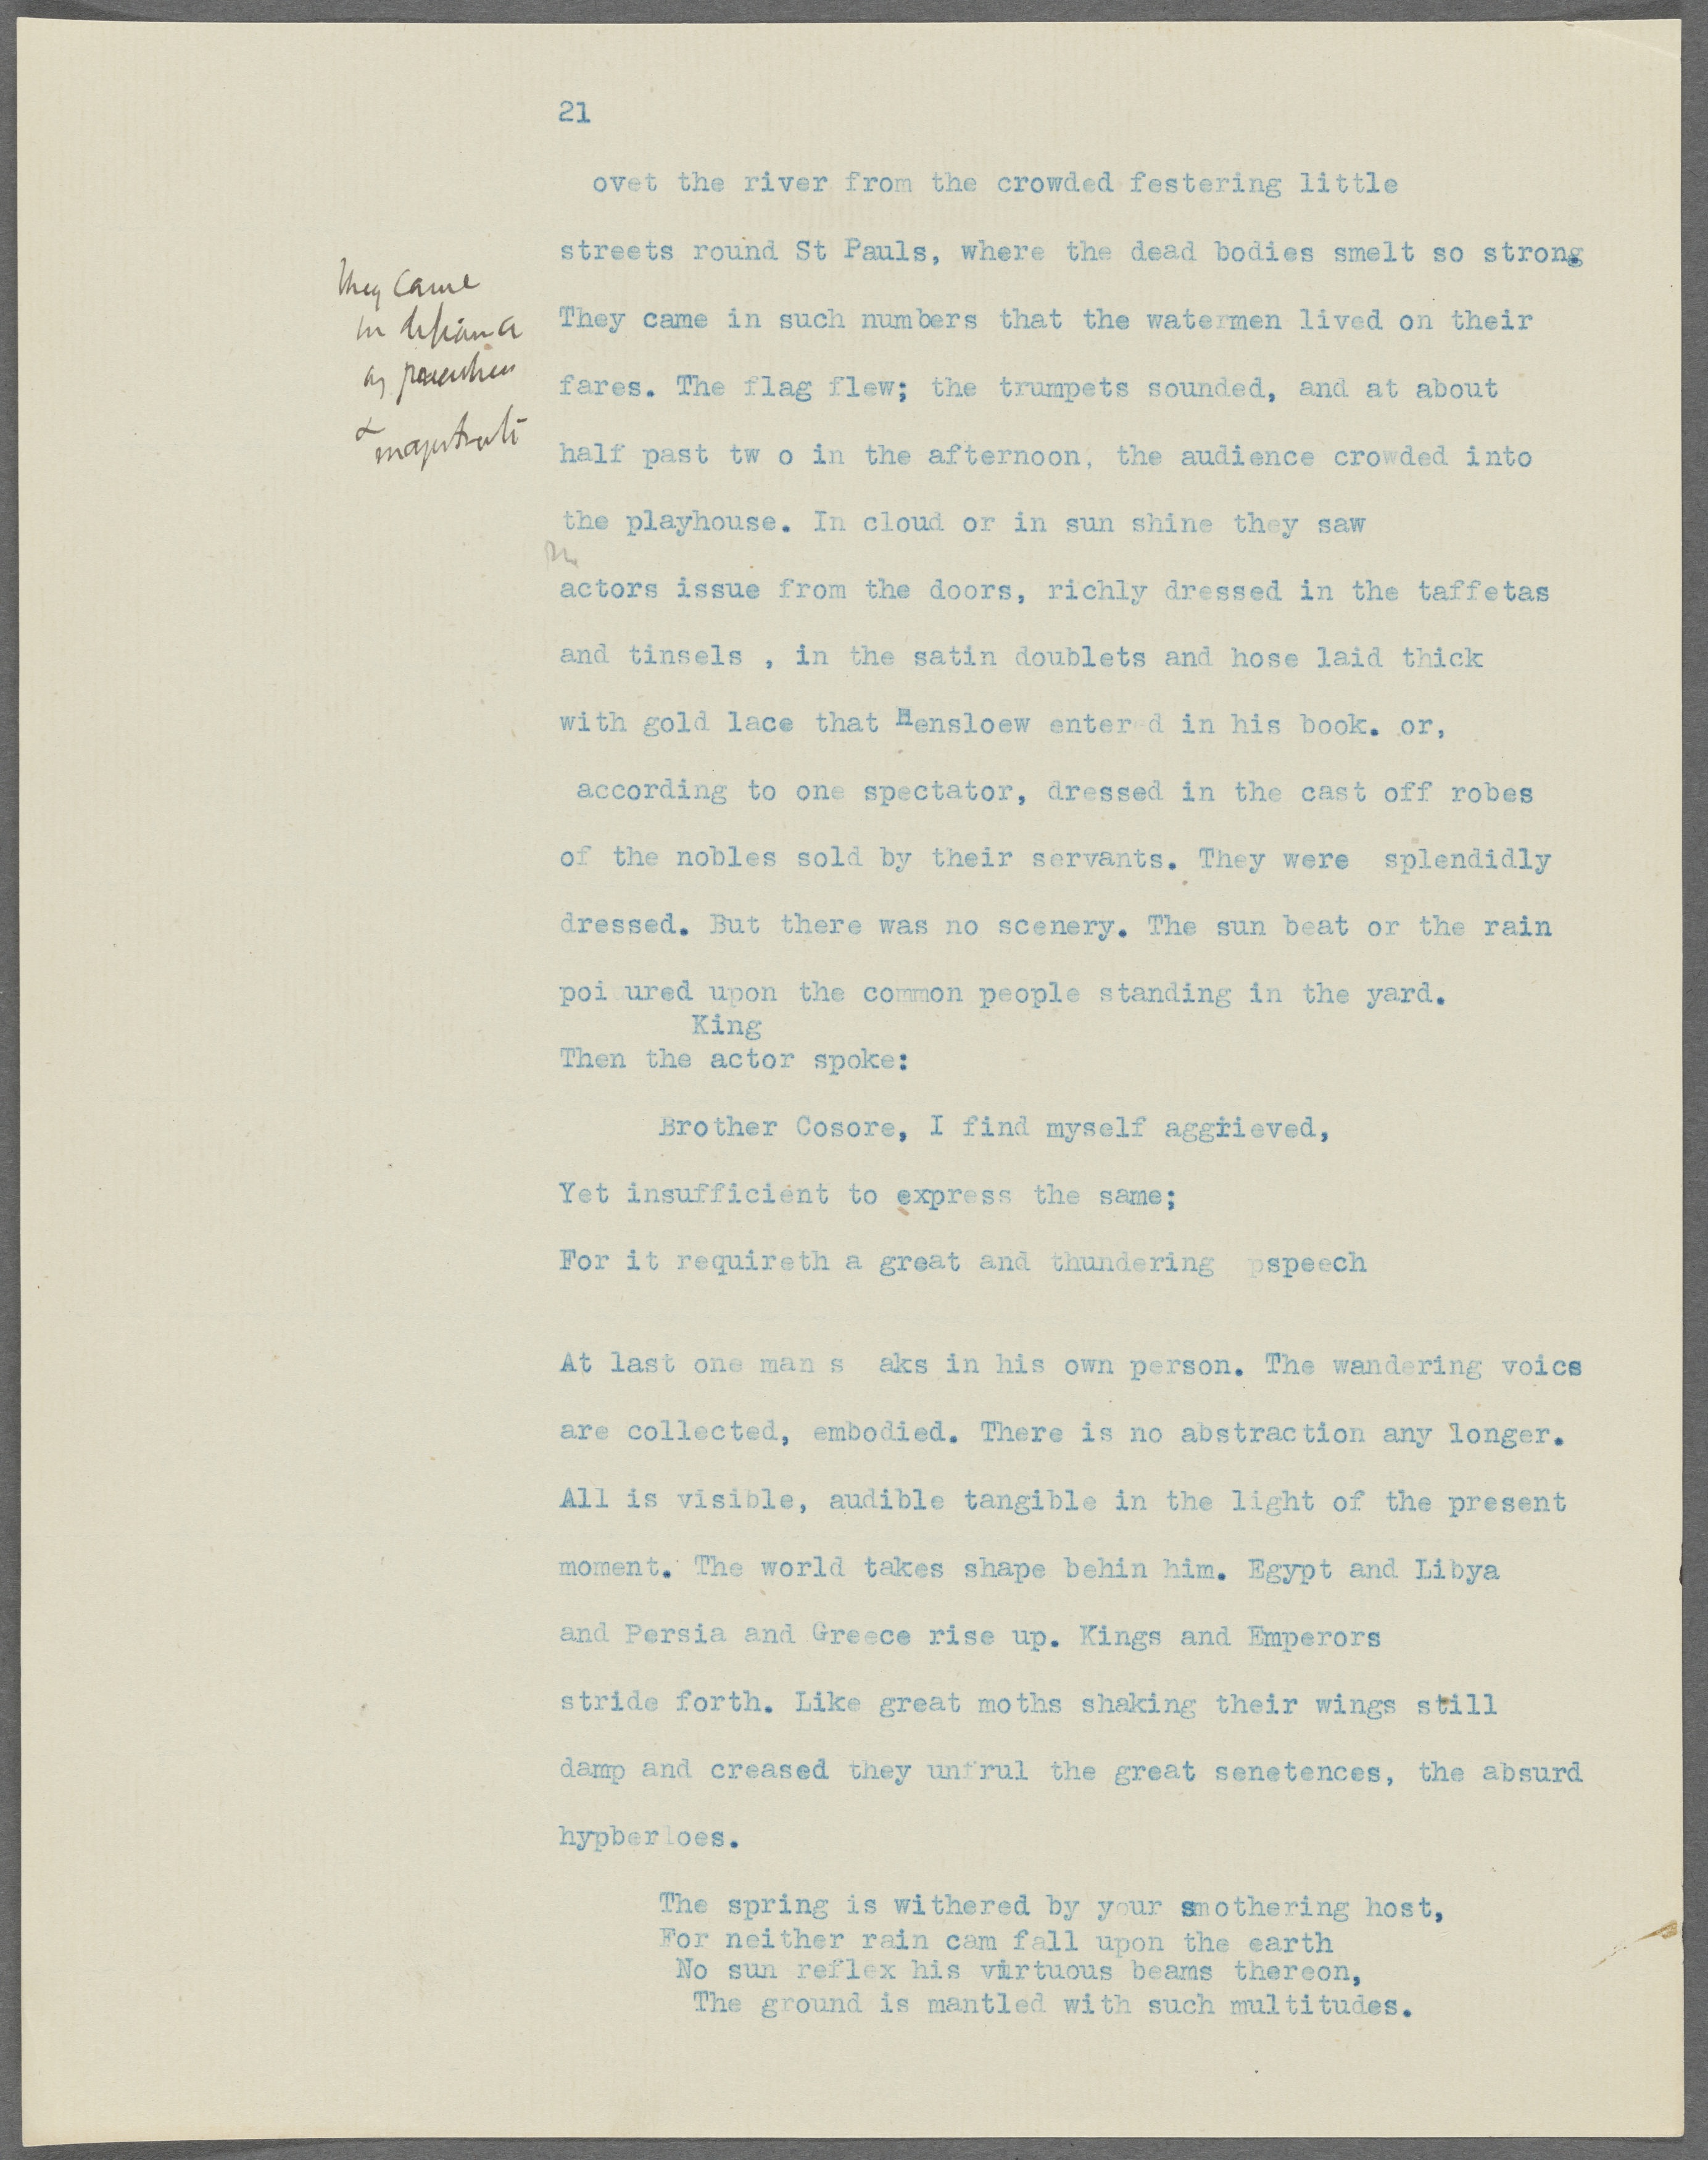 21
ovet the river from the crowded festering little
streets round St Pauls, where the dead bodies smelt so strong
They came
in defiance
of preachers
&
magistrate
They came in such numbers that the watermen lived on their
fares. The flag flew; the trumpets sounded, and at about
half past tw o in the afternoon, the audience crowded into
the playhouse. In cloud or in sun shine they saw
the
actors issue from the doors, richly dressed in the taffetas
and tinsels , in the satin doublets and hose laid thick
with gold lace that Hensloew entered in his book. or,
according to one spectator, dressed in the cast off robes
of the nobles sold by their servants. They were splendidly
dressed. But there was no scenery. The sun beat or the rain
poi oured upon the common people standing in the yard.
King
Then the actor spoke:
Brother Cosore, I find myself aggriieved,
Yet insufficient to express the same;
For it requireth a great and thundering pspeech
At last one man s aks in his own person. The wandering voics
are collected, embodied. There is no abstraction any longer.
All is visible, audible tangible in the light of the present
moment. The world takes shape behin him. Egypt and Libya
and Persia and Greece rise up. Kings and Emperors
stride forth. Like great moths shaking their wings still
damp and creased they unfrul the great senetences, the absurd
hypberloes.
The spring is withered by your smothering host,
For neither rain cam fall upon the earth
No sun reflex his virtuous beams thereon,
The ground is mantled with such multitudes.